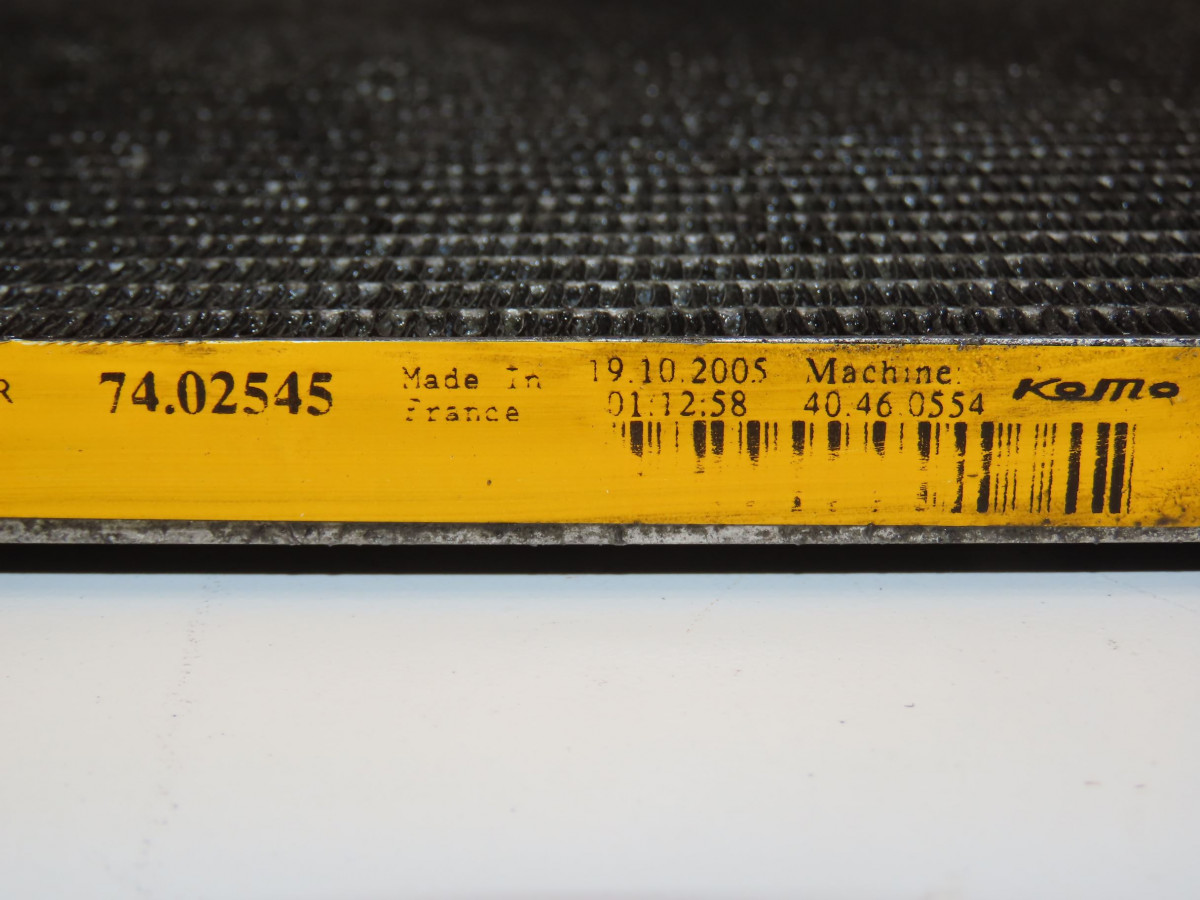 R 74.02545 Made In 19.10.2005 Machine: KoMo
France 01:12:58 40.46.0554